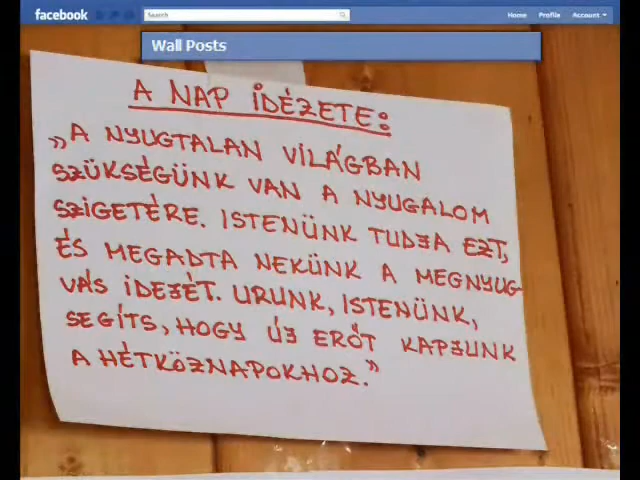 facebook
Search
Home Profile Account
Wall Posts
A NAP IDÉZETE:
„A NYUGTALAN VILÁGBAN
SZÜKSÉGÜNK VAN A NYUGALOM
SZIGETÉRE. ISTENÜNK TUDJA EZT,
ÉS MEGADTA NEKÜNK A MEGNYUG-
VÁS IDEJÉT. URUNK, ISTENÜNK,
SEGÍTS, HOGY ÚJ ERŐT KAPJUNK
A HÉTKÖZNAPOKHOZ."